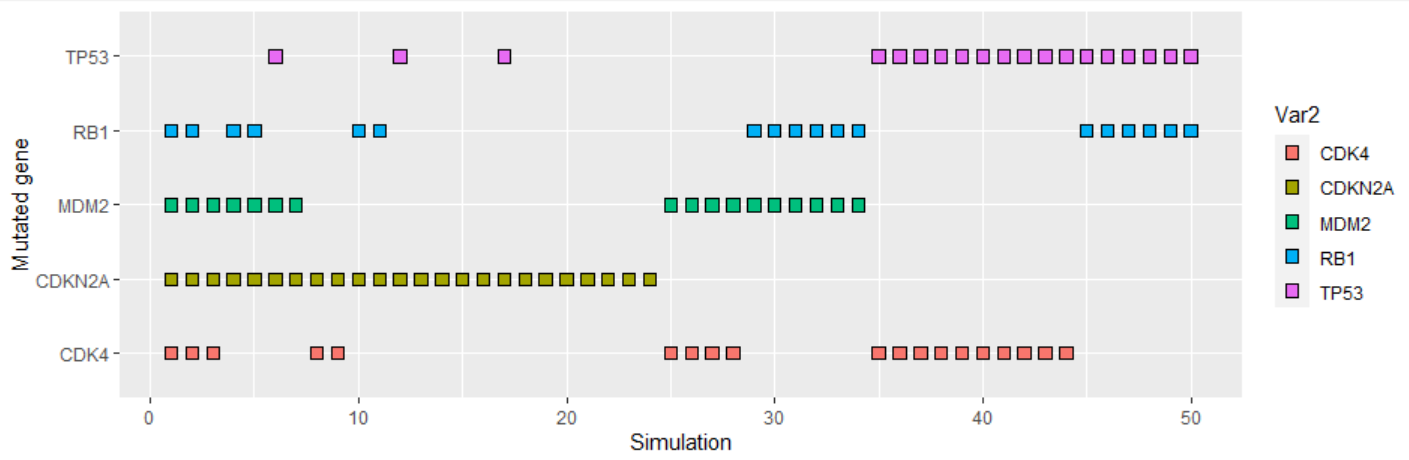 TP53
RB1
MDM2
CDKN2A
CDK4
Mutated gene
0 10 20 30 40 50
Simulation
Var2
CDK4
CDKN2A
MDM2
RB1
TP53